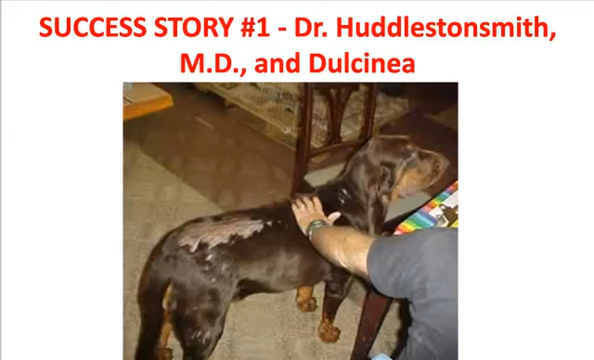 SUCCESS STORY #1 - Dr. Huddlestonsmith,
M.D., and Dulcinea